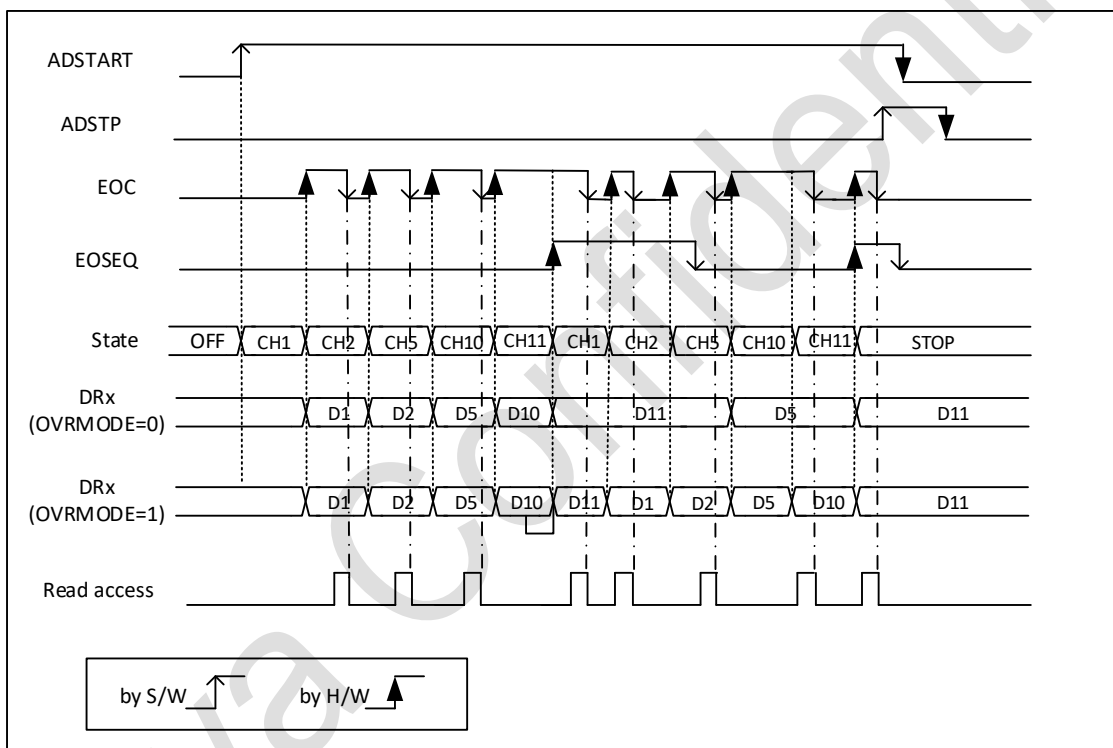 ADSTART
ADSTP
EOC
EOSEQ
State OFF CH1 CH2 CH5 CH10 CH11 CH1 CH2 CH5 CH10 CH11 STOP
DRx
(OVRMODE=0) D1 D2 D5 D10 D11 D5 D11
DRx
(OVRMODE=1) D1 D2 D5 D10 D11 D1 D2 D5 D10 D11
Read access
by S/W by H/W